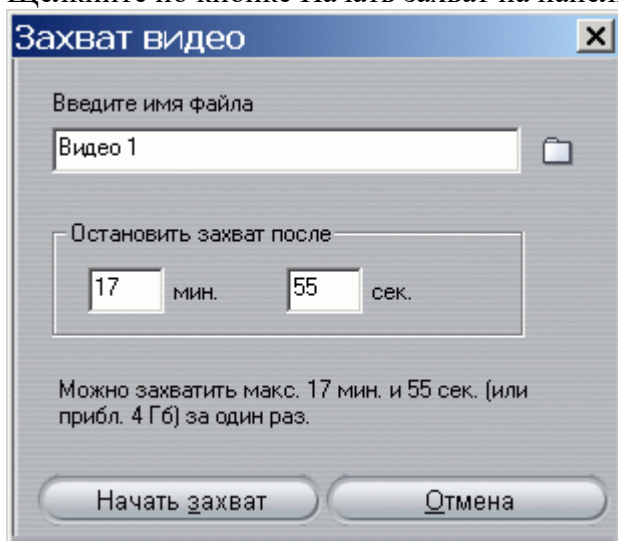 Щелкните по кнопке Начать захват на панел
Захват видео
Введите имя файла
Видео 1
Остановить захват после
17 мин. 55 сек.
Можно захватить макс. 17 мин. и 55 сек. (или
прибл. 4 Гб) за один раз.
Начать захват Отмена